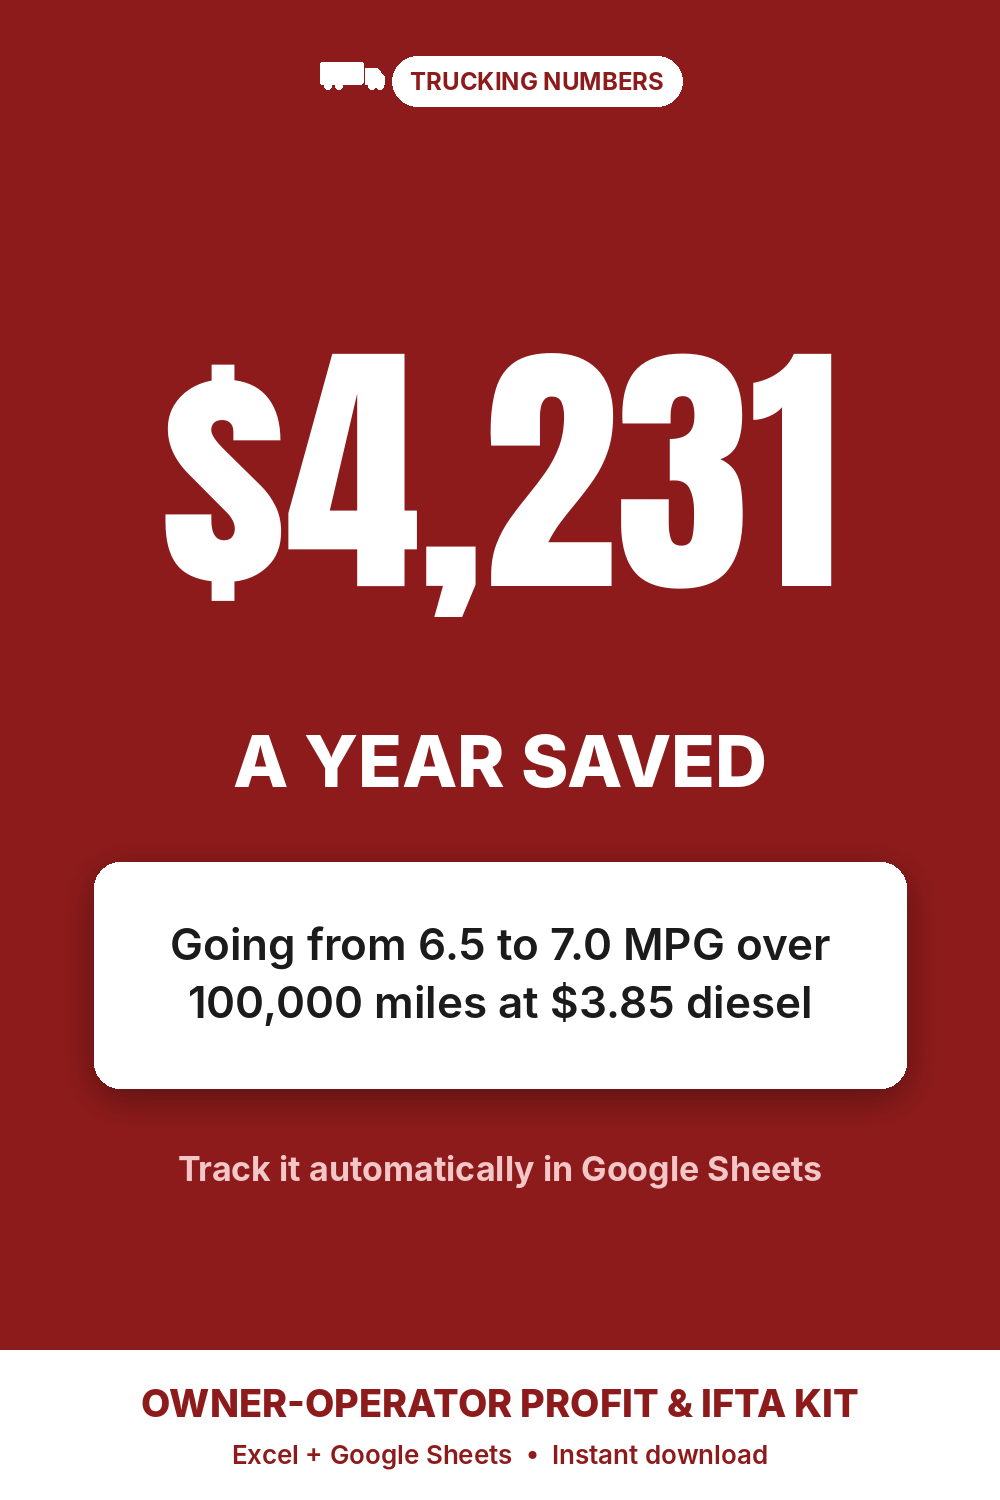 TRUCKING NUMBERS
$4,231
A YEAR SAVED
Going from 6.5 to 7.0 MPG over
100,000 miles at $3.85 diesel
Track it automatically in Google Sheets
OWNER-OPERATOR PROFIT & IFTA KIT
Excel + Google Sheets • Instant download